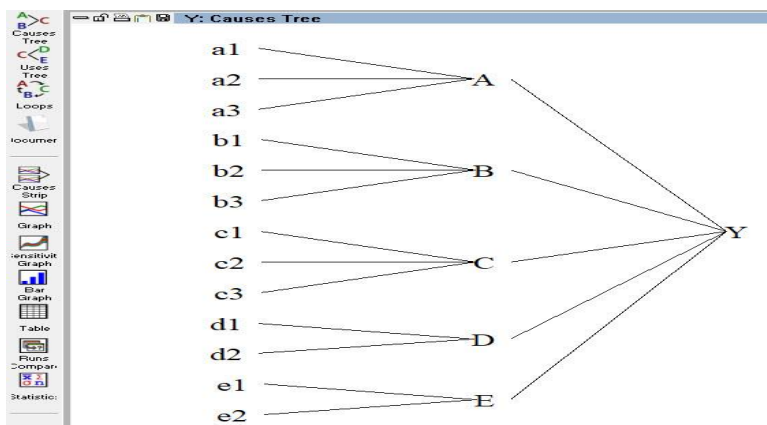 Y: Causes Tree
A
B
C
Causes
Tree
C
D
E
Uses
Tree
A
B
C
Loops
Causes
Strip
Graph
Graph
Bar
Graph
Table
Runs
a1
a2
a3
b1
b2
b3
c1
c2
c3
d1
d2
e1
e2
A
B
C
D
E
Y